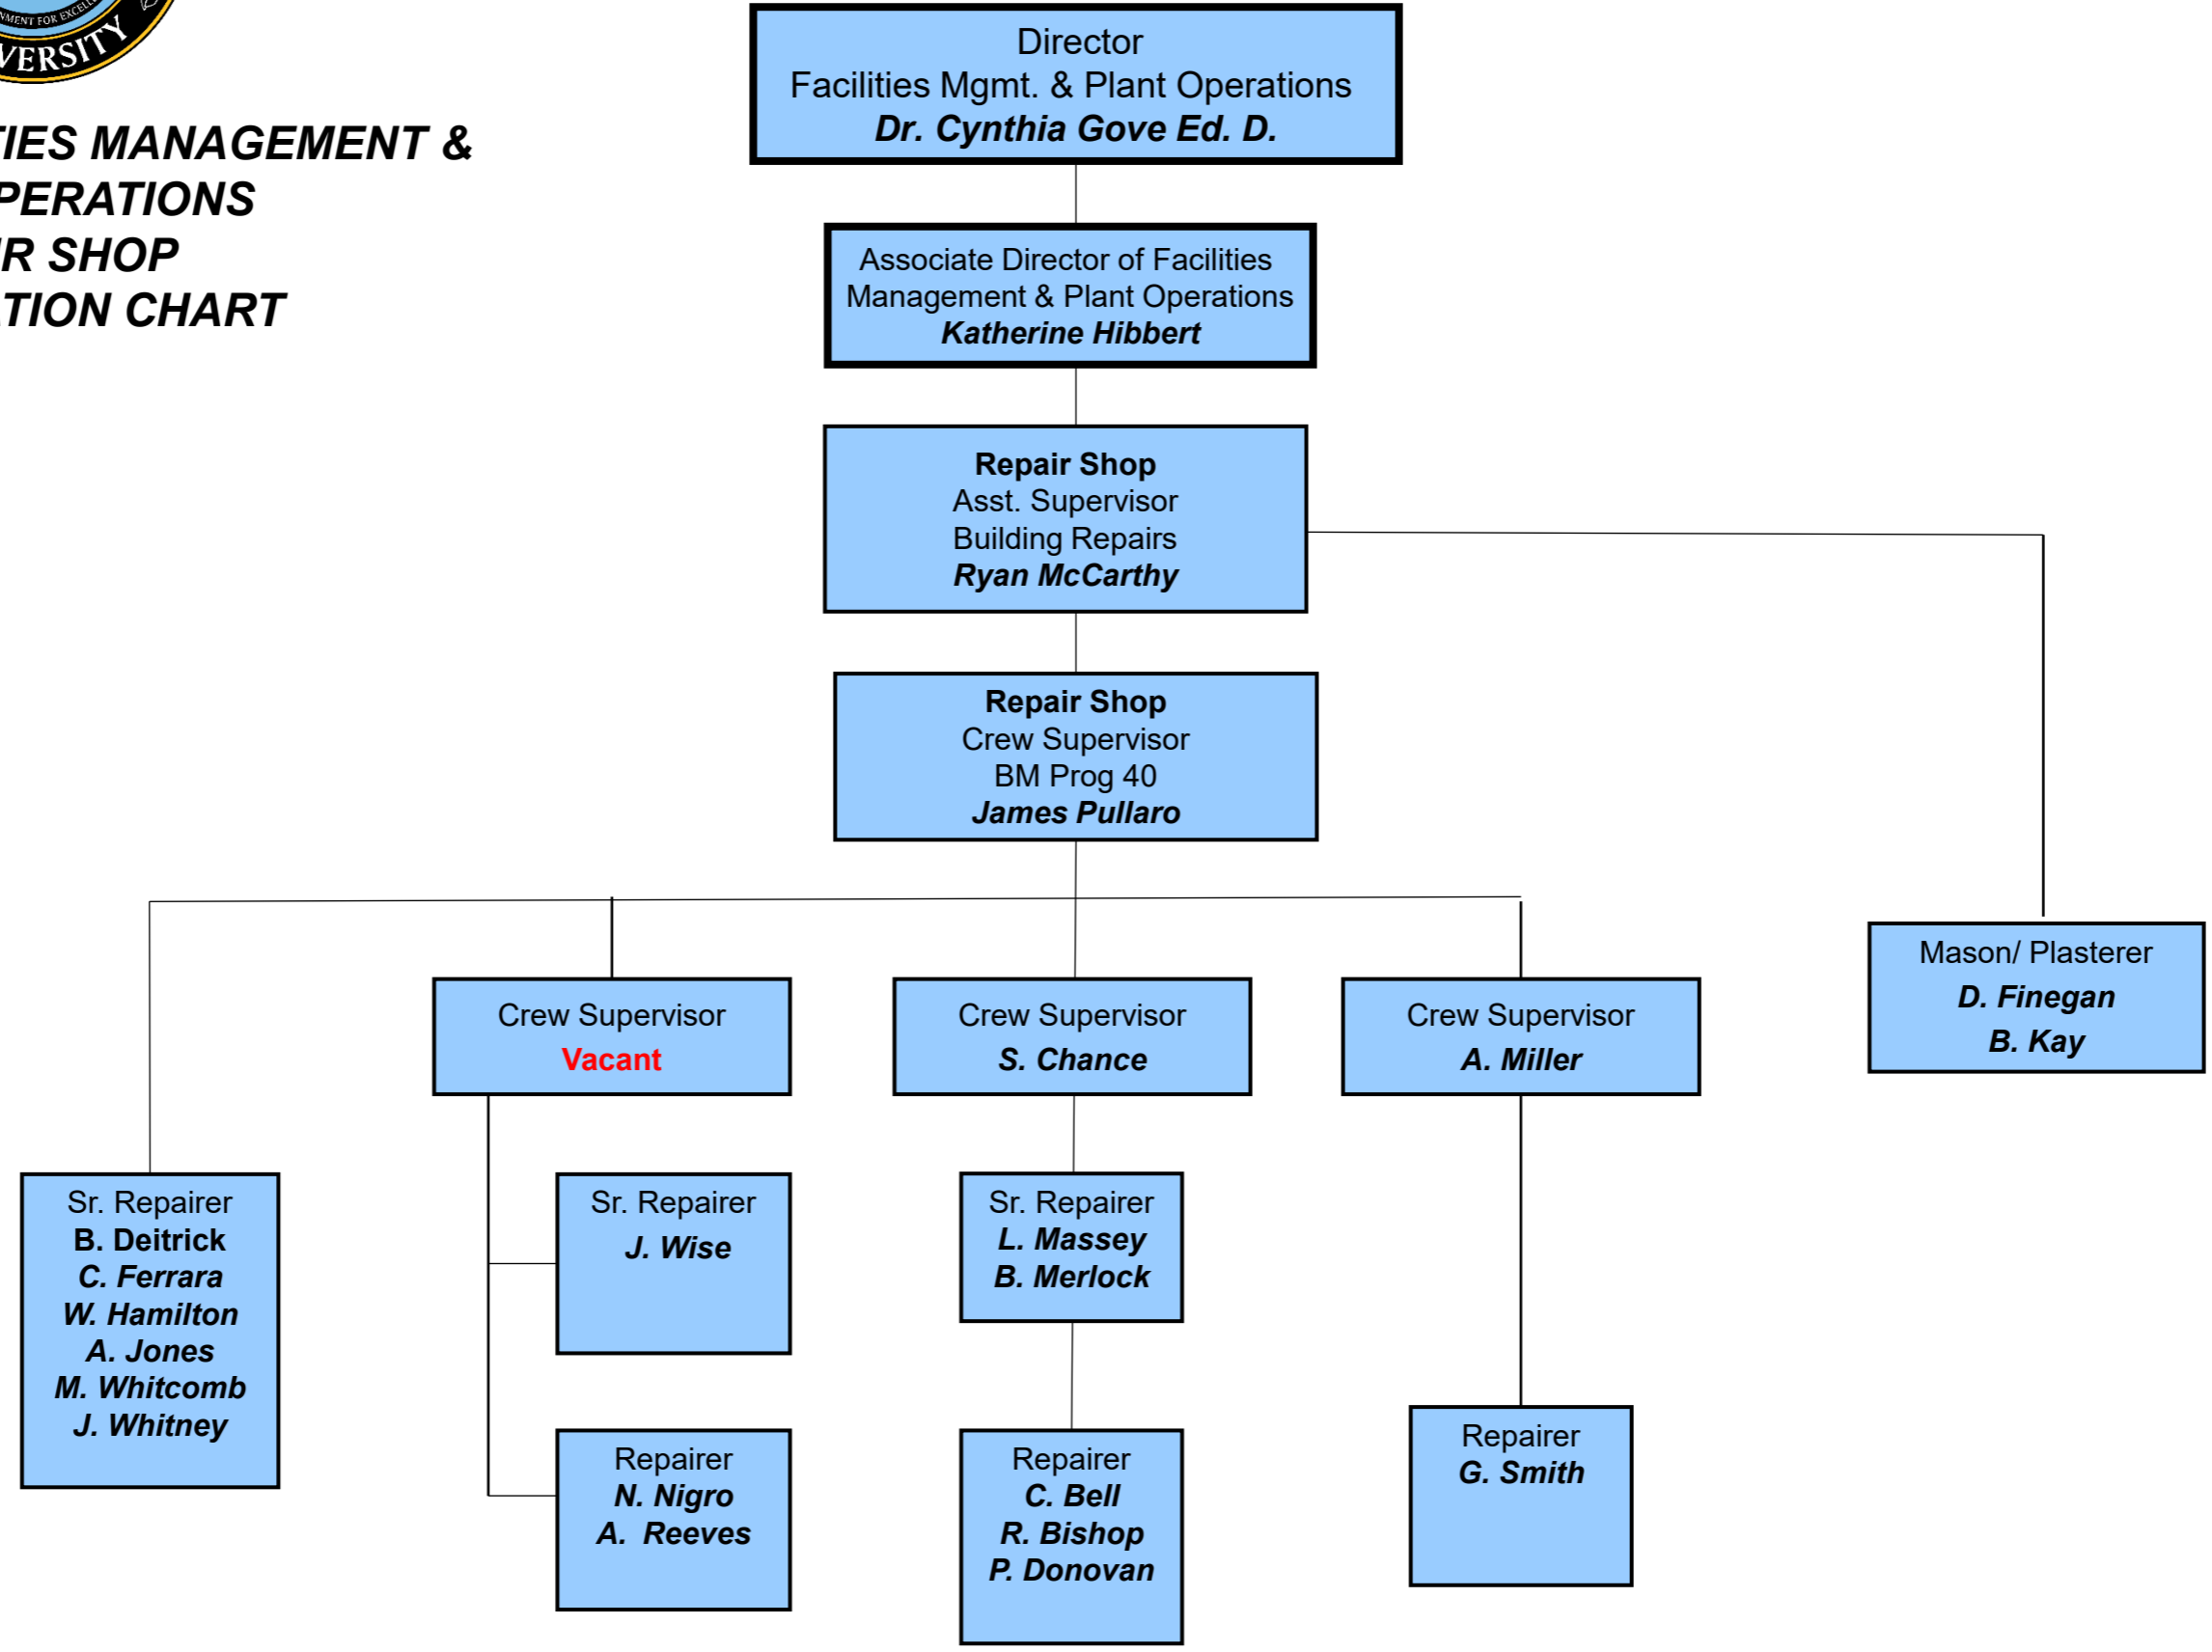 TIES MANAGEMENT &
PERATIONS
IR SHOP
ATION CHART
Director
Facilities Mgmt. & Plant Operations
Dr. Cynthia Gove Ed. D.
Associate Director of Facilities
Management & Plant Operations
Katherine Hibbert
Repair Shop
Asst. Supervisor
Building Repairs
Ryan McCarthy
Repair Shop
Crew Supervisor
BM Prog 40
James Pullaro
Crew Supervisor
Vacant
Crew Supervisor
S. Chance
Crew Supervisor
A. Miller
Mason/ Plasterer
D. Finegan
B. Kay
Sr. Repairer
B. Deitrick
C. Ferrara
W. Hamilton
A. Jones
M. Whitcomb
J. Whitney
Sr. Repairer
J. Wise
Repairer
N. Nigro
A. Reeves
Sr. Repairer
L. Massey
B. Merlock
Repairer
C. Bell
R. Bishop
P. Donovan
Repairer
G. Smith